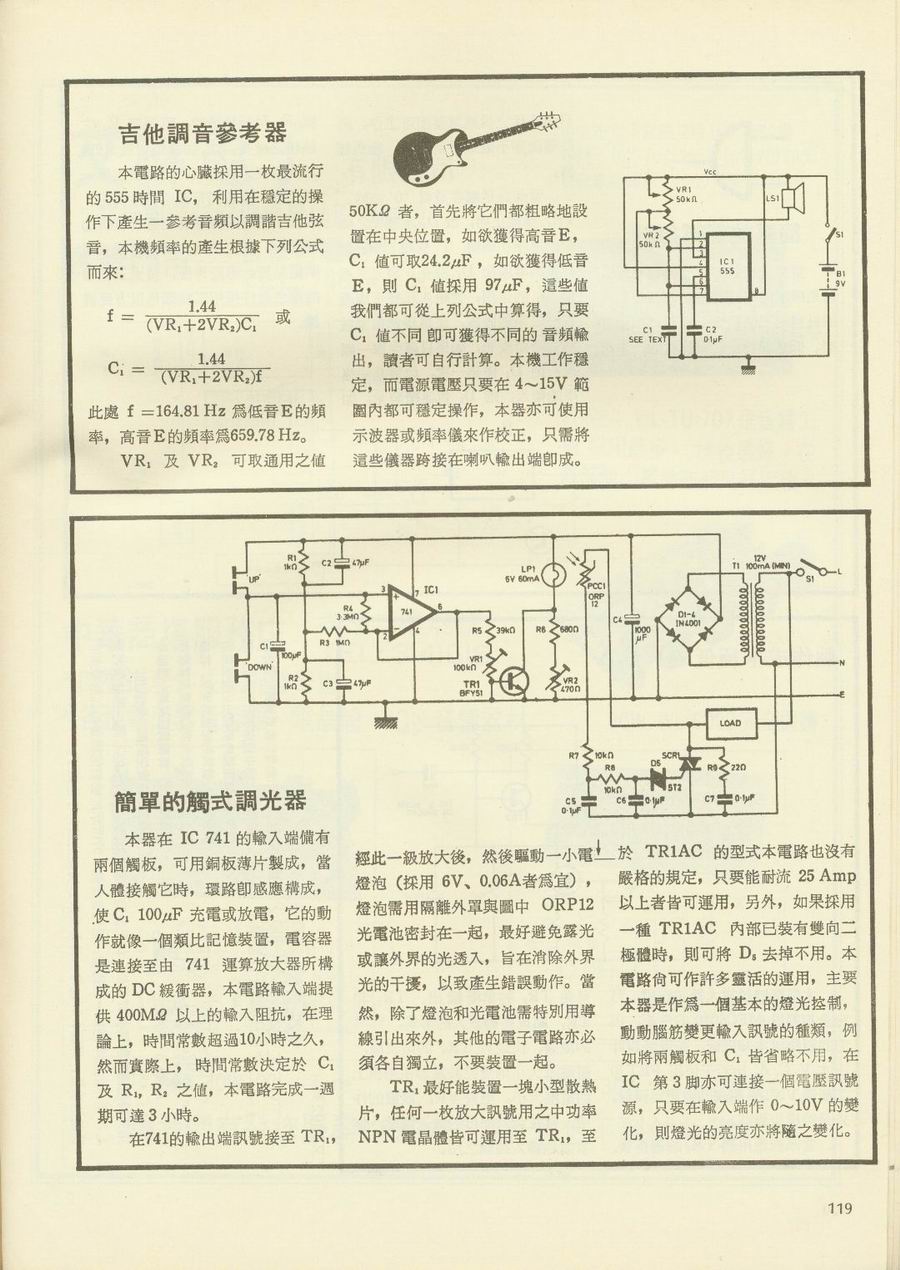 吉他調音參考器
本電路的心臟採用一枚最流行
的 555 時間 IC， 利用在穩定的操
作下產生一參考音頻以調諧吉他弦
音，本機頻率的產生根據下列公式
而來：
f = 1.44 / (VR₁+2VR₂)C₁ 或
C₁ = 1.44 / (VR₁+2VR₂)f
此處 f =164.81 Hz 爲低音E的頻
率，高音E的頻率爲659.78 Hz。
VR₁ 及 VR₂ 可取通用之値
50KΩ 者，首先將它們都粗略地設
置在中央位置，如欲獲得高音E，
C₁ 値可取24.2μF ，如欲獲得低音
E，則 C₁ 値採用 97μF，這些値
我們都可從上列公式中算得，只要
C₁ 値不同卽可獲得不同的音頻輸
出，讀者可自行計算。本機工作穩
定，而電源電壓只要在 4～15V 範
圍內都可穩定操作，本器亦可使用
示波器或頻率儀來作校正，只需將
這些儀器跨接在喇叭輸出端卽成。
Vcc
VR1
50kΩ
VR2
50kΩ
LS1
S1
B1
9V
IC1
555
1
2
3
4
5
6
7
8
C1
SEE TEXT
C2
0·1μF
R1
1kΩ
C2
47μF
'UP'
IC1
741
3
7
6
2
4
R4
3·3MΩ
R3 1MΩ
C1
100μF
'DOWN'
R2
1kΩ
C3
47μF
R5
39kΩ
VR1
100kΩ
TR1
BFY51
LP1
6V 60mA
R6
680Ω
VR2
470Ω
PCC1
ORP
12
C4
1000
μF
D1-4
IN4001
12V
T1 100mA (MIN)
S1
L
N
E
LOAD
R7
10kΩ
R8
10kΩ
D5
ST2
SCR1
R9
22Ω
C5
0·1μF
C6
0·1μF
C7
0·1μF
簡單的觸式調光器
本器在 IC 741 的輸入端備有
兩個觸板，可用銅板薄片製成，當
人體接觸它時，環路卽感應構成，
使 C₁ 100μF 充電或放電，它的動
作就像一個類比記憶裝置，電容器
是連接至由 741 運算放大器所構
成的 DC 緩衝器，本電路輸入端提
供 400MΩ 以上的輸入阻抗，在理
論上，時間常數超過10小時之久，
然而實際上， 時間常數決定於 C₁
及 R₁, R₂ 之値，本電路完成一週
期可達 3 小時。
在741的輸出端訊號接至 TR₁，
經此一級放大後，然後驅動一小電
燈泡（採用 6V、0.06A者爲宜），
燈泡需用隔離外罩與圖中 ORP12
光電池密封在一起，最好避免露光
或讓外界的光透入，旨在消除外界
光的干擾，以致產生錯誤動作。當
然，除了燈泡和光電池需特別用導
線引出來外，其他的電子電路亦必
須各自獨立，不要裝置一起。
TR₁ 最好能裝置一塊小型散熱
片，任何一枚放大訊號用之中功率
NPN 電晶體皆可運用至 TR₁，至
於 TR1AC 的型式本電路也沒有
嚴格的規定，只要能耐流 25 Amp
以上者皆可運用，另外，如果採用
一種 TR1AC 內部已裝有雙向二
極體時，則可將 D₅ 去掉不用。本
電路尙可作許多靈活的運用，主要
本器是作爲一個基本的燈光控制，
動動腦筋變更輸入訊號的種類，例
如將兩觸板和 C₁ 皆省略不用，在
IC 第 3 脚亦可連接一個電壓訊號
源，只要在輸入端作 0～10V 的變
化，則燈光的亮度亦將隨之變化。
119